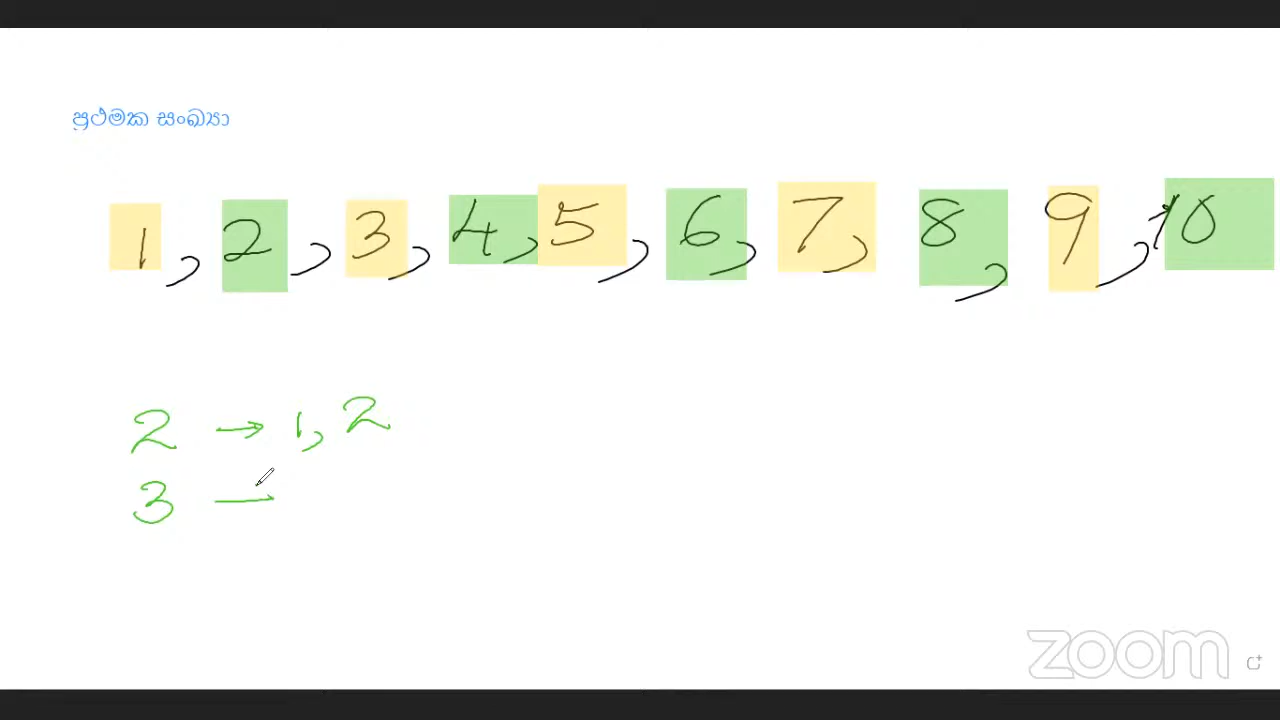 ප්‍රථමක සංඛ්‍යා
1, 2, 3, 4, 5, 6, 7, 8, 9, 10
2 → 1, 2
3 —
zoom